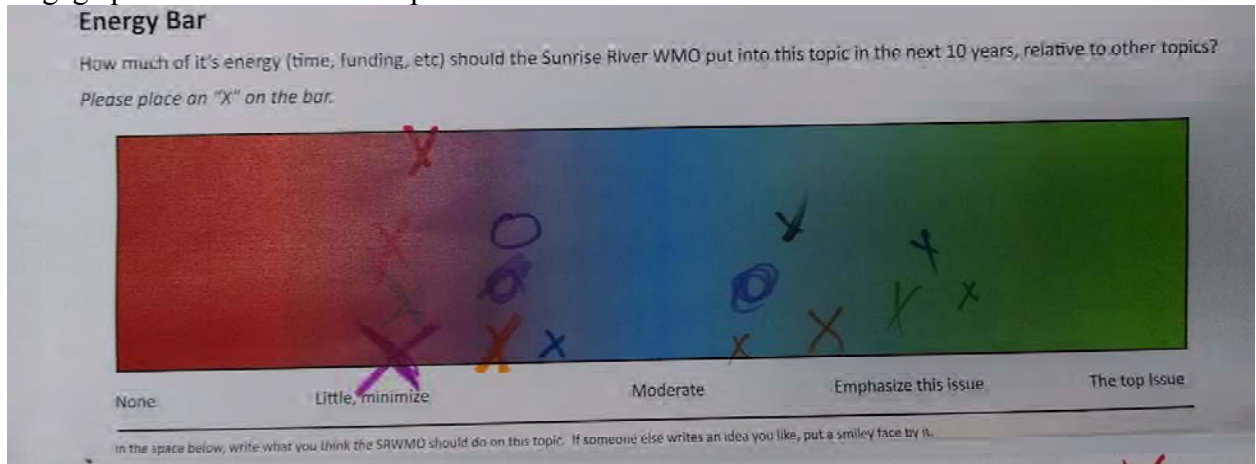 Energy Bar
How much of it's energy (time, funding, etc) should the Sunrise River WMO put into this topic in the next 10 years, relative to other topics?
Please place an "X" on the bar.
None Little, minimize Moderate Emphasize this issue The top Issue
In the space below, write what you think the SRWMO should do on this topic. If someone else writes an idea you like, put a smiley face by it.